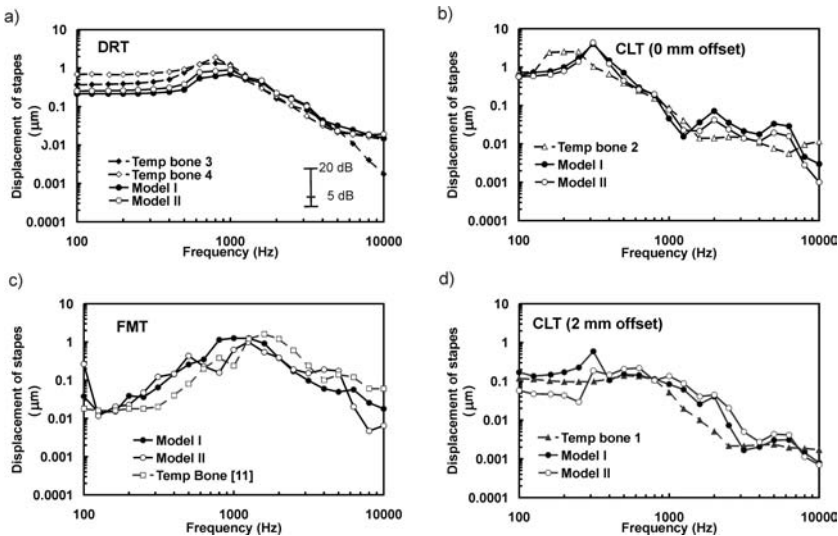 a)
DRT
Displacement of stapes
(µm)
10
1
0.1
0.01
0.001
0.0001
Temp bone 3
Temp bone 4
Model I
Model II
20 dB
5 dB
100
1000
10000
Frequency (Hz)
b)
CLT (0 mm offset)
Displacement of stapes
(µm)
10
1
0.1
0.01
0.001
0.0001
Temp bone 2
Model I
Model II
100
1000
10000
Frequency (Hz)
c)
FMT
Displacement of stapes
(µm)
10
1
0.1
0.01
0.001
0.0001
Model I
Model II
Temp Bone [11]
100
1000
10000
Frequency (Hz)
d)
CLT (2 mm offset)
Displacement of stapes
(µm)
10
1
0.1
0.01
0.001
0.0001
Temp bone 1
Model I
Model II
100
1000
10000
Frequency (Hz)